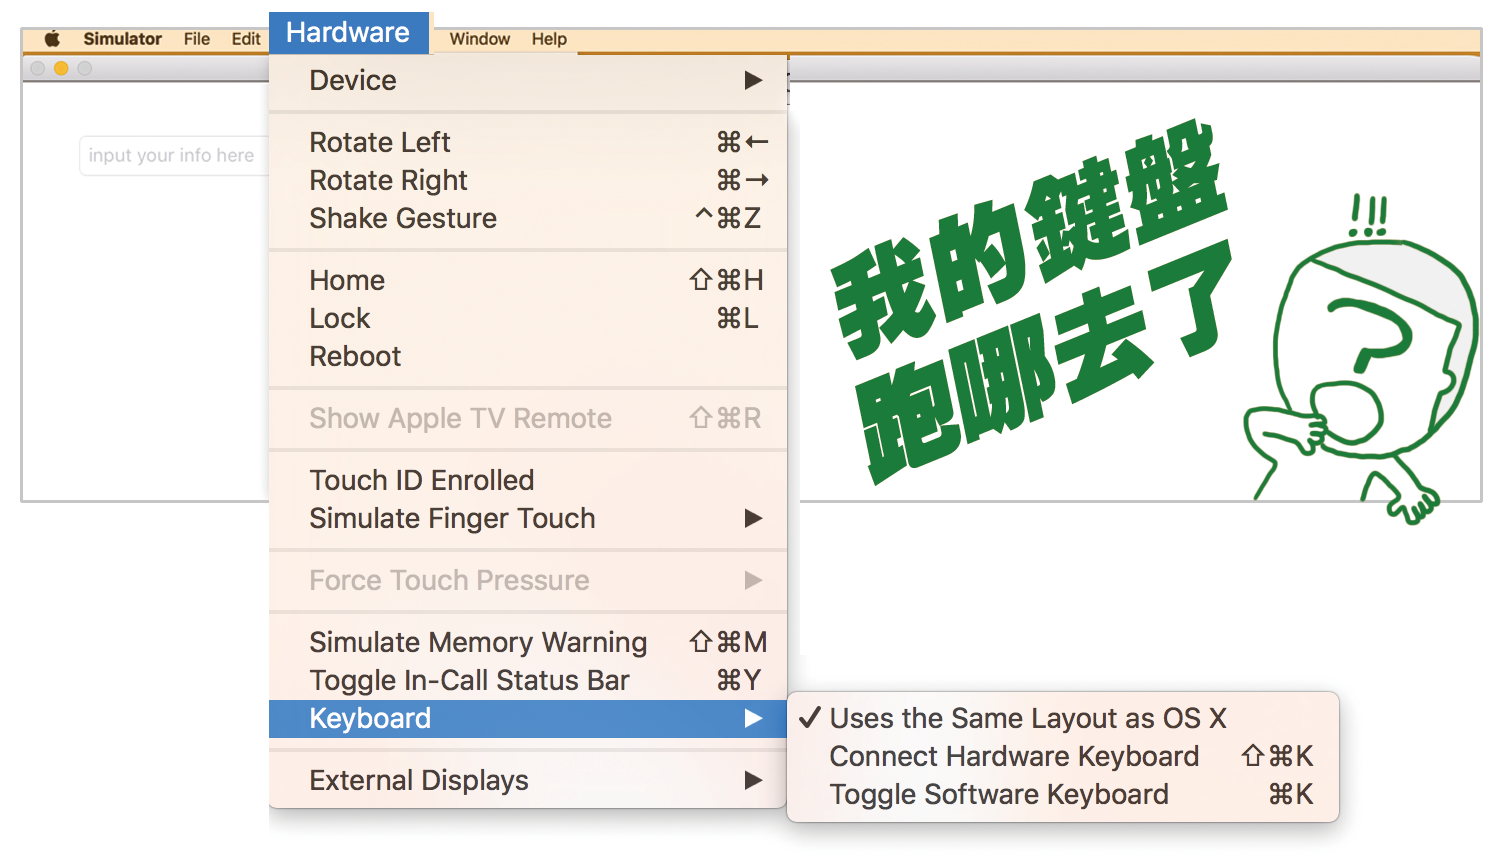 Simulator File Edit Hardware Window Help
input your info here
Device
Rotate Left ⌘←
Rotate Right ⌘→
Shake Gesture ^⌘Z
Home ⇧⌘H
Lock ⌘L
Reboot
Show Apple TV Remote ⇧⌘R
Touch ID Enrolled
Simulate Finger Touch
Force Touch Pressure
Simulate Memory Warning ⇧⌘M
Toggle In-Call Status Bar ⌘Y
Keyboard
External Displays
✓ Uses the Same Layout as OS X
Connect Hardware Keyboard ⇧⌘K
Toggle Software Keyboard ⌘K
我的鍵盤
跑哪去了
!!!
?